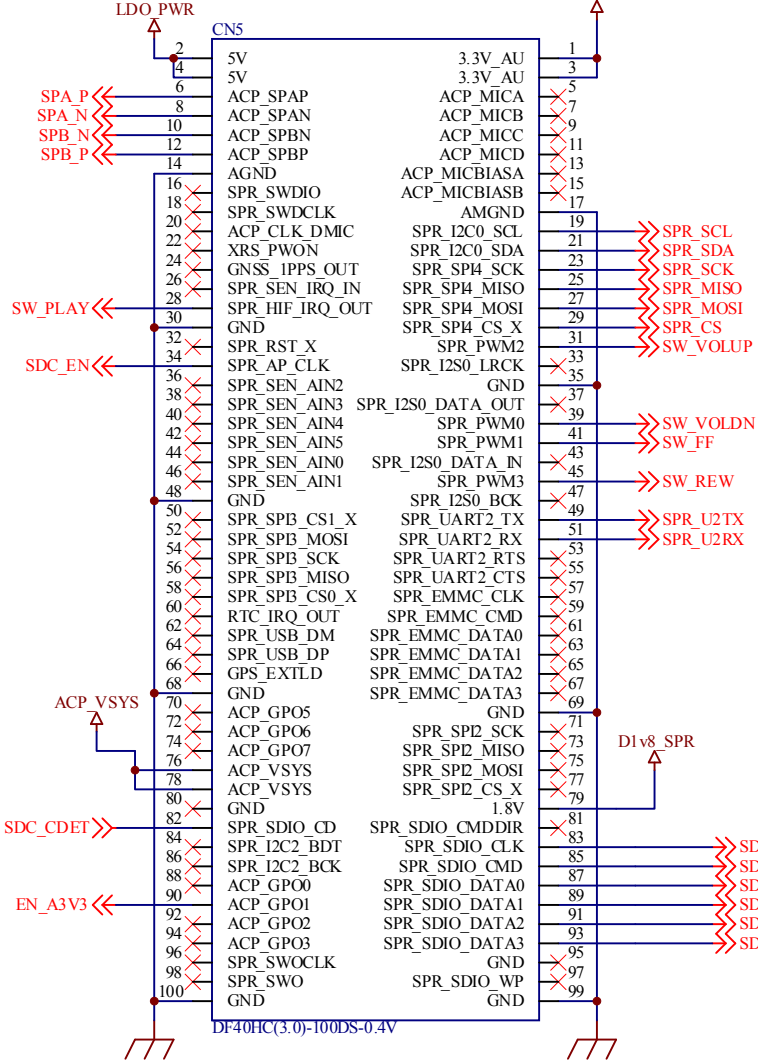 LDO_PWR
CN5
2 5V 3.3V_AU 1
4 5V 3.3V_AU 3
SPA_P 6 ACP_SPAP ACP_MICA 5
SPA_N 8 ACP_SPAN ACP_MICB 7
SPB_N 10 ACP_SPBN ACP_MICC 9
SPB_P 12 ACP_SPBP ACP_MICD 11
14 AGND ACP_MICBIASA 13
16 SPR_SWDIO ACP_MICBIASB 15
18 SPR_SWDCLK AMGND 17
20 ACP_CLK_DMIC SPR_I2C0_SCL 19 SPR_SCL
22 XRS_PWON SPR_I2C0_SDA 21 SPR_SDA
24 GNSS_1PPS_OUT SPR_SPI4_SCK 23 SPR_SCK
26 SPR_SEN_IRQ_IN SPR_SPI4_MISO 25 SPR_MISO
SW_PLAY 28 SPR_HIF_IRQ_OUT SPR_SPI4_MOSI 27 SPR_MOSI
30 GND SPR_SPI4_CS_X 29 SPR_CS
32 SPR_RST_X SPR_PWM2 31 SW_VOLUP
SDC_EN 34 SPR_AP_CLK SPR_I2S0_LRCK 33
36 SPR_SEN_AIN2 GND 35
38 SPR_SEN_AIN3 SPR_I2S0_DATA_OUT 37
40 SPR_SEN_AIN4 SPR_PWM0 39 SW_VOLDN
42 SPR_SEN_AIN5 SPR_PWM1 41 SW_FF
44 SPR_SEN_AIN0 SPR_I2S0_DATA_IN 43
46 SPR_SEN_AIN1 SPR_PWM3 45 SW_REW
48 GND SPR_I2S0_BCK 47
50 SPR_SPI3_CS1_X SPR_UART2_TX 49 SPR_U2TX
52 SPR_SPI3_MOSI SPR_UART2_RX 51 SPR_U2RX
54 SPR_SPI3_SCK SPR_UART2_RTS 53
56 SPR_SPI3_MISO SPR_UART2_CTS 55
58 SPR_SPI3_CS0_X SPR_EMMC_CLK 57
60 RTC_IRQ_OUT SPR_EMMC_CMD 59
62 SPR_USB_DM SPR_EMMC_DATA0 61
64 SPR_USB_DP SPR_EMMC_DATA1 63
66 GPS_EXTLD SPR_EMMC_DATA2 65
68 GND SPR_EMMC_DATA3 67
ACP_VSYS
70 ACP_GPO5 GND 69
72 ACP_GPO6 SPR_SPI2_SCK 71
74 ACP_GPO7 SPR_SPI2_MISO 73
D1v8_SPR
76 ACP_VSYS SPR_SPI2_MOSI 75
78 ACP_VSYS SPR_SPI2_CS_X 77
80 GND 1.8V 79
SDC_CDET 82 SPR_SDIO_CD SPR_SDIO_CMDDIR 81
84 SPR_I2C2_BDT SPR_SDIO_CLK 83 SD
86 SPR_I2C2_BCK SPR_SDIO_CMD 85 SD
88 ACP_GPO0 SPR_SDIO_DATA0 87 SD
EN_A3V3 90 ACP_GPO1 SPR_SDIO_DATA1 89 SD
92 ACP_GPO2 SPR_SDIO_DATA2 91 SD
94 ACP_GPO3 SPR_SDIO_DATA3 93 SD
96 SPR_SWOCLK GND 95
98 SPR_SWO SPR_SDIO_WP 97
100 GND GND 99
DF40HC(3.0)-100DS-0.4V